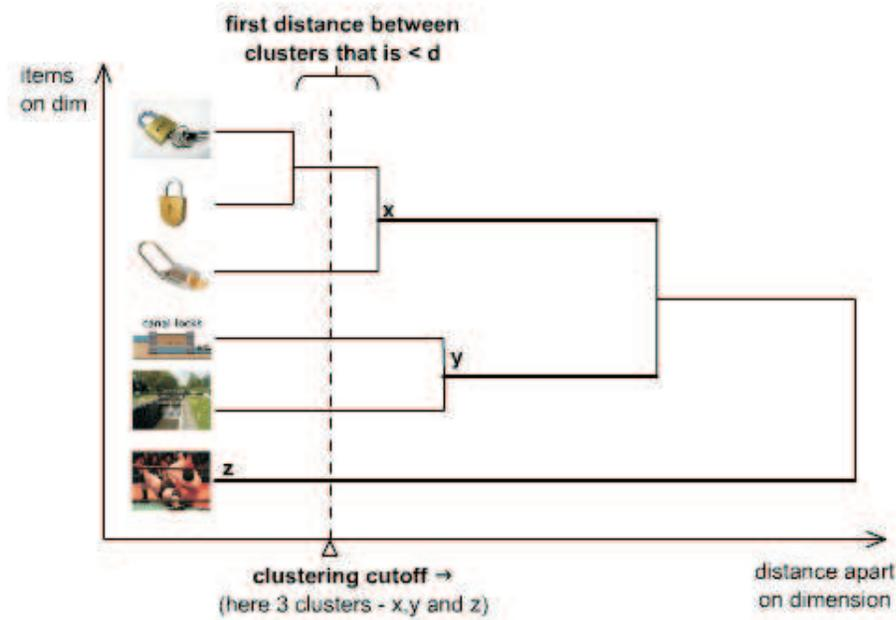 first distance between
clusters that is < d
items
on dim
x
canal locks
y
z
clustering cutoff →
(here 3 clusters - x,y and z)
distance apart
on dimension